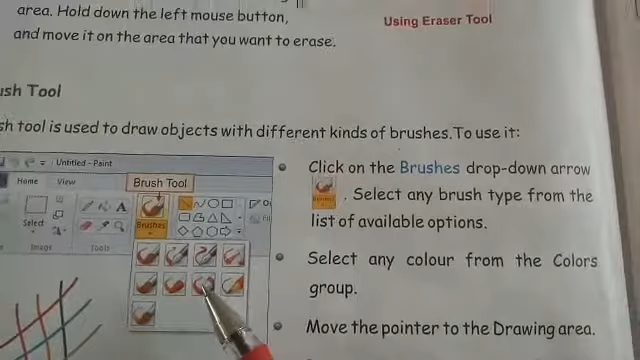 area. Hold down the left mouse button,
and move it on the area that you want to erase.
Using Eraser Tool
ush Tool
sh tool is used to draw objects with different kinds of brushes. To use it:
Untitled - Paint
Home View
Brush Tool
Select
Brushes
Image
Tools
Click on the Brushes drop-down arrow
. Select any brush type from the
list of available options.
Select any colour from the Colors
group.
Move the pointer to the Drawing area.